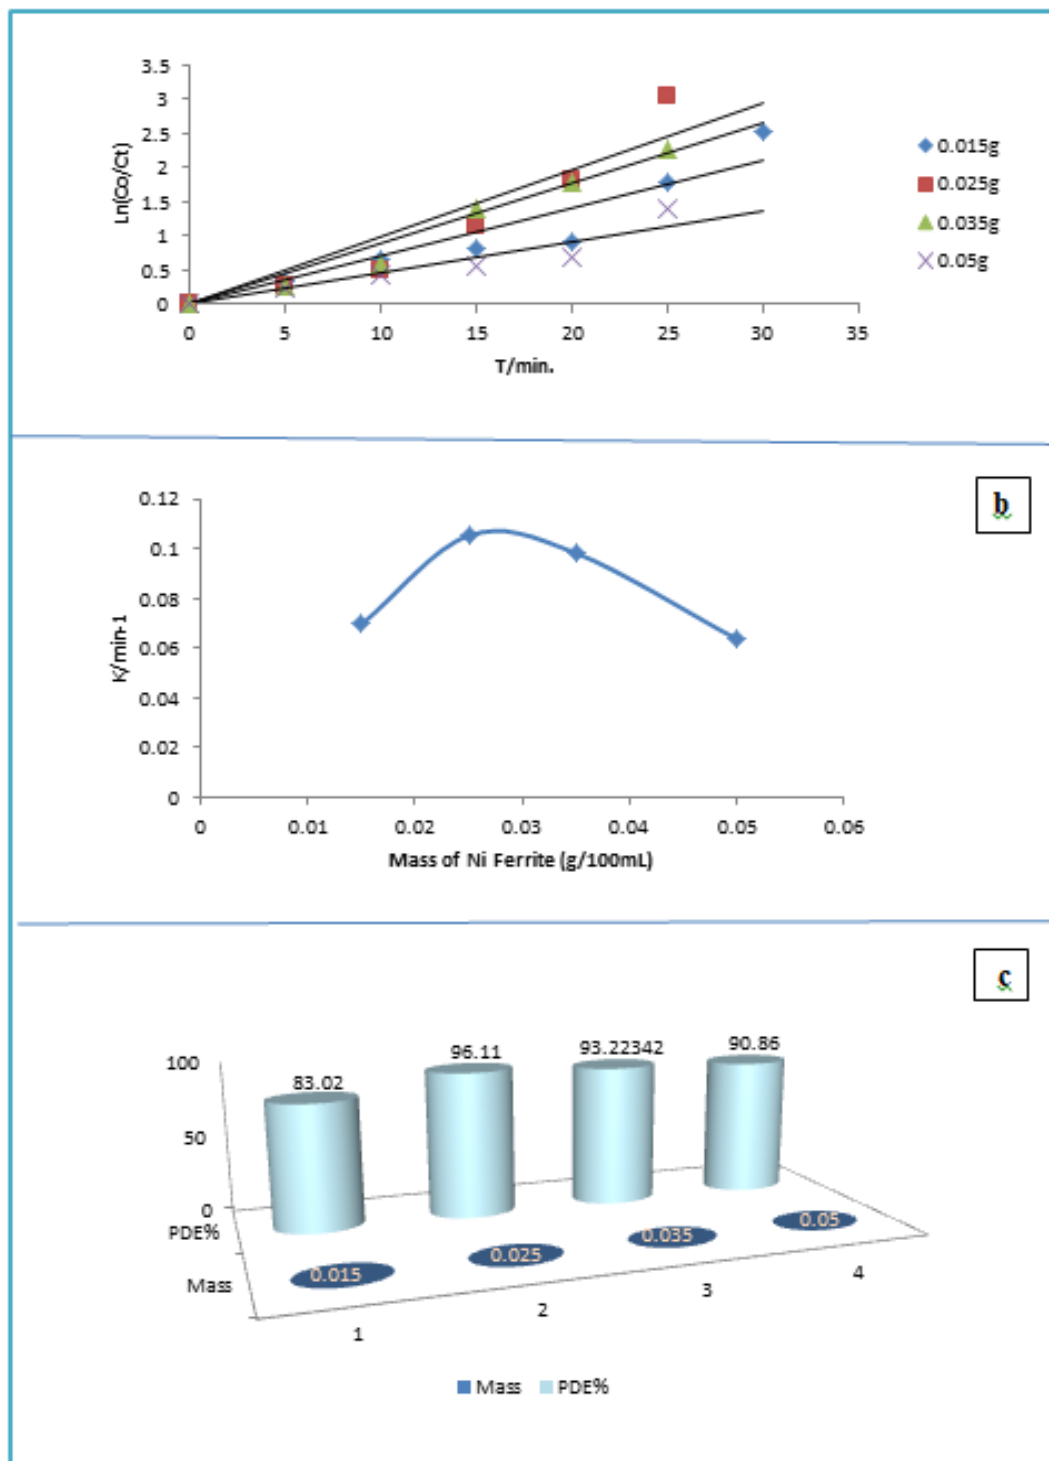 3.5
3
2.5
2
1.5
1
0.5
0
Ln(Co/Ct)
0 5 10 15 20 25 30 35
T/min.
0.015g
0.025g
0.035g
0.05g
b
0.12
0.1
0.08
0.06
0.04
0.02
0
K/min-1
0 0.01 0.02 0.03 0.04 0.05 0.06
Mass of Ni Ferrite (g/100mL)
c
100
50
0
PDE%
Mass
83.02
96.11
93.22342
90.86
0.015
0.025
0.035
0.05
1
2
3
4
Mass PDE%